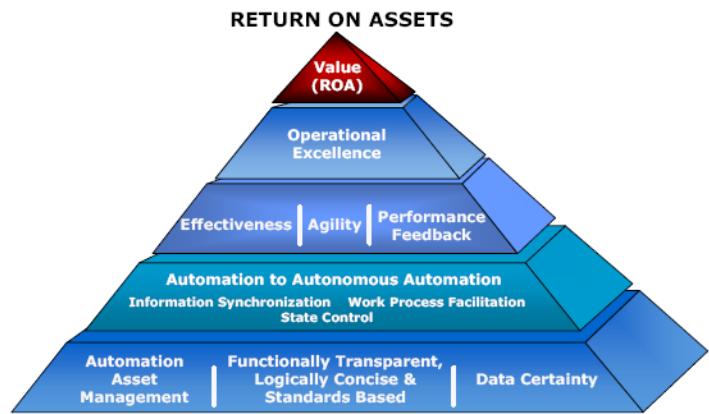 RETURN ON ASSETS
Value
(ROA)
Operational
Excellence
Effectiveness
Agility
Performance
Feedback
Automation to Autonomous Automation
Information Synchronization Work Process Facilitation
State Control
Automation
Asset
Management
Functionally Transparent,
Logically Concise &
Standards Based
Data Certainty